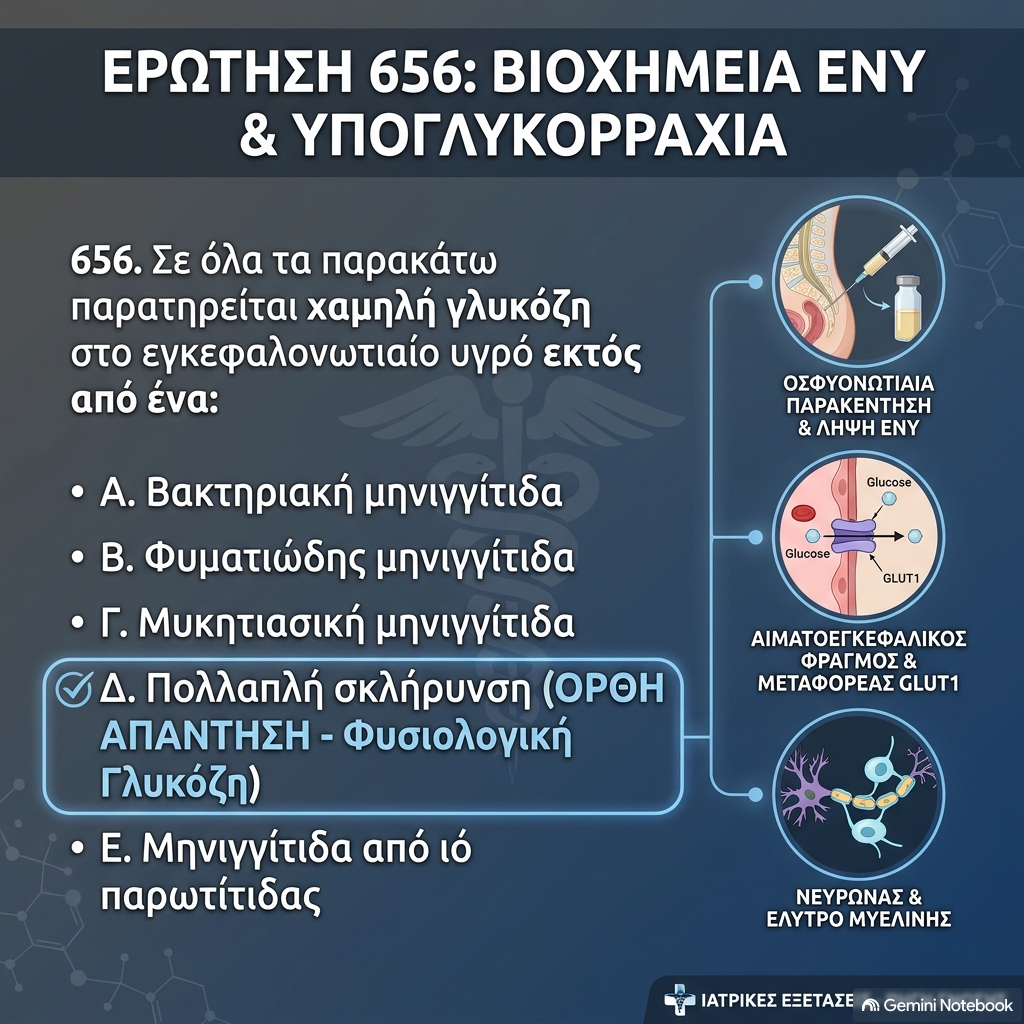 ΕΡΩΤΗΣΗ 656: ΒΙΟΧΗΜΕΙΑ ΕΝΥ
& ΥΠΟΓΛΥΚΟΡΡΑΧΙΑ
656. Σε όλα τα παρακάτω
παρατηρείται χαμηλή γλυκόζη
στο εγκεφαλονωτιαίο υγρό εκτός
από ένα:
• Α. Βακτηριακή μηνιγγίτιδα
• Β. Φυματιώδης μηνιγγίτιδα
• Γ. Μυκητιασική μηνιγγίτιδα
Δ. Πολλαπλή σκλήρυνση (ΟΡΘΗ
ΑΠΑΝΤΗΣΗ - Φυσιολογική
Γλυκόζη)
• Ε. Μηνιγγίτιδα από ιό
παρωτίτιδας
ΟΣΦΥΟΝΩΤΙΑΙΑ
ΠΑΡΑΚΕΝΤΗΣΗ
& ΛΗΨΗ ΕΝΥ
Glucose
Glucose
GLUT1
ΑΙΜΑΤΟΕΓΚΕΦΑΛΙΚΟΣ
ΦΡΑΓΜΟΣ &
ΜΕΤΑΦΟΡΕΑΣ GLUT1
ΝΕΥΡΩΝΑΣ &
ΕΛΥΤΡΟ ΜΥΕΛΙΝΗΣ
ΙΑΤΡΙΚΕΣ ΕΞΕΤΑΣΕ
Gemini Notebook